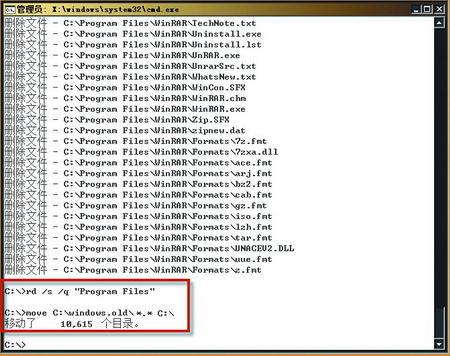 管理员: X:\windows\system32\cmd.exe
删除文件 - C:\Program Files\WinRAR\TechNote.txt
删除文件 - C:\Program Files\WinRAR\Uninstall.exe
删除文件 - C:\Program Files\WinRAR\Uninstall.lst
删除文件 - C:\Program Files\WinRAR\UnRAR.exe
删除文件 - C:\Program Files\WinRAR\UnrarSrc.txt
删除文件 - C:\Program Files\WinRAR\WhatsNew.txt
删除文件 - C:\Program Files\WinRAR\WinCon.SFX
删除文件 - C:\Program Files\WinRAR\WinRAR.chm
删除文件 - C:\Program Files\WinRAR\WinRAR.exe
删除文件 - C:\Program Files\WinRAR\Zip.SFX
删除文件 - C:\Program Files\WinRAR\zipnew.dat
删除文件 - C:\Program Files\WinRAR\Formats\7z.fmt
删除文件 - C:\Program Files\WinRAR\Formats\7zxa.dll
删除文件 - C:\Program Files\WinRAR\Formats\ace.fmt
删除文件 - C:\Program Files\WinRAR\Formats\arj.fmt
删除文件 - C:\Program Files\WinRAR\Formats\bz2.fmt
删除文件 - C:\Program Files\WinRAR\Formats\cab.fmt
删除文件 - C:\Program Files\WinRAR\Formats\gz.fmt
删除文件 - C:\Program Files\WinRAR\Formats\iso.fmt
删除文件 - C:\Program Files\WinRAR\Formats\lzh.fmt
删除文件 - C:\Program Files\WinRAR\Formats\tar.fmt
删除文件 - C:\Program Files\WinRAR\Formats\UNACEV2.DLL
删除文件 - C:\Program Files\WinRAR\Formats\uue.fmt
删除文件 - C:\Program Files\WinRAR\Formats\z.fmt
C:\>rd /s /q "Program Files"
C:\>move C:\windows.old\*.* C:\
移动了 10,615 个目录。
C:\>